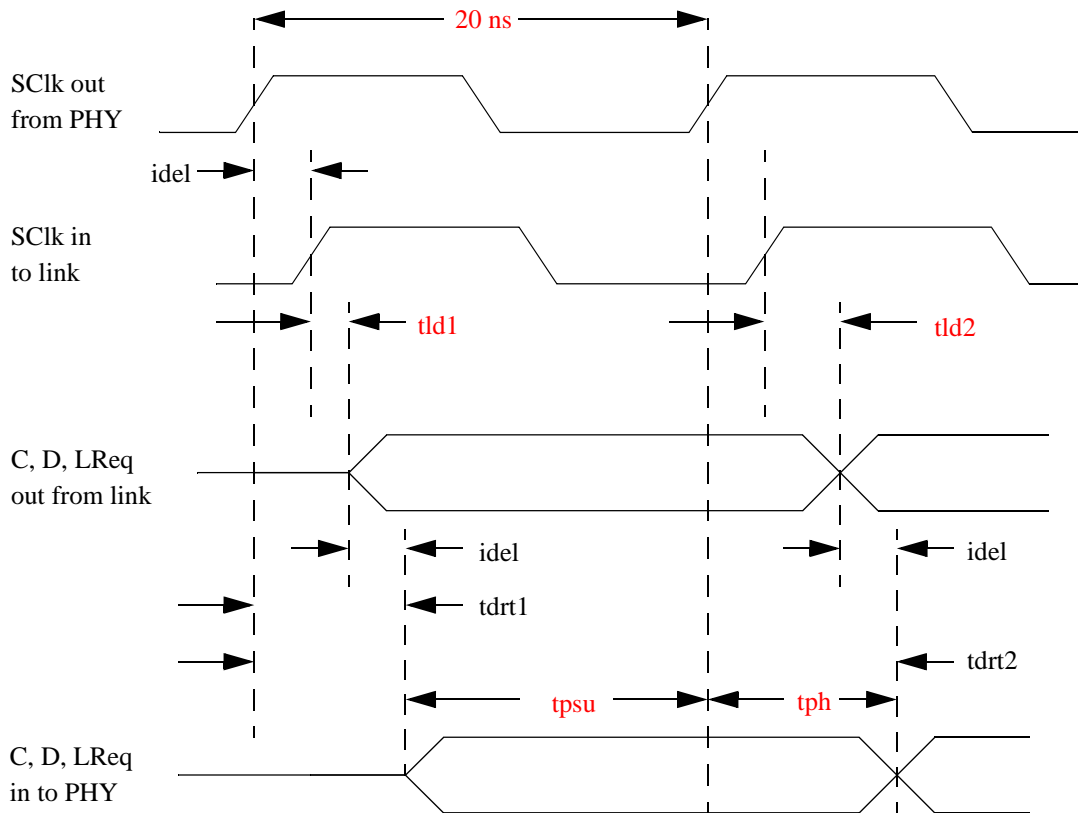 20 ns
SClk out
from PHY
idel
SClk in
to link
tld1
tld2
C, D, LReq
out from link
idel
idel
tdrt1
tdrt2
tpsu
tph
C, D, LReq
in to PHY